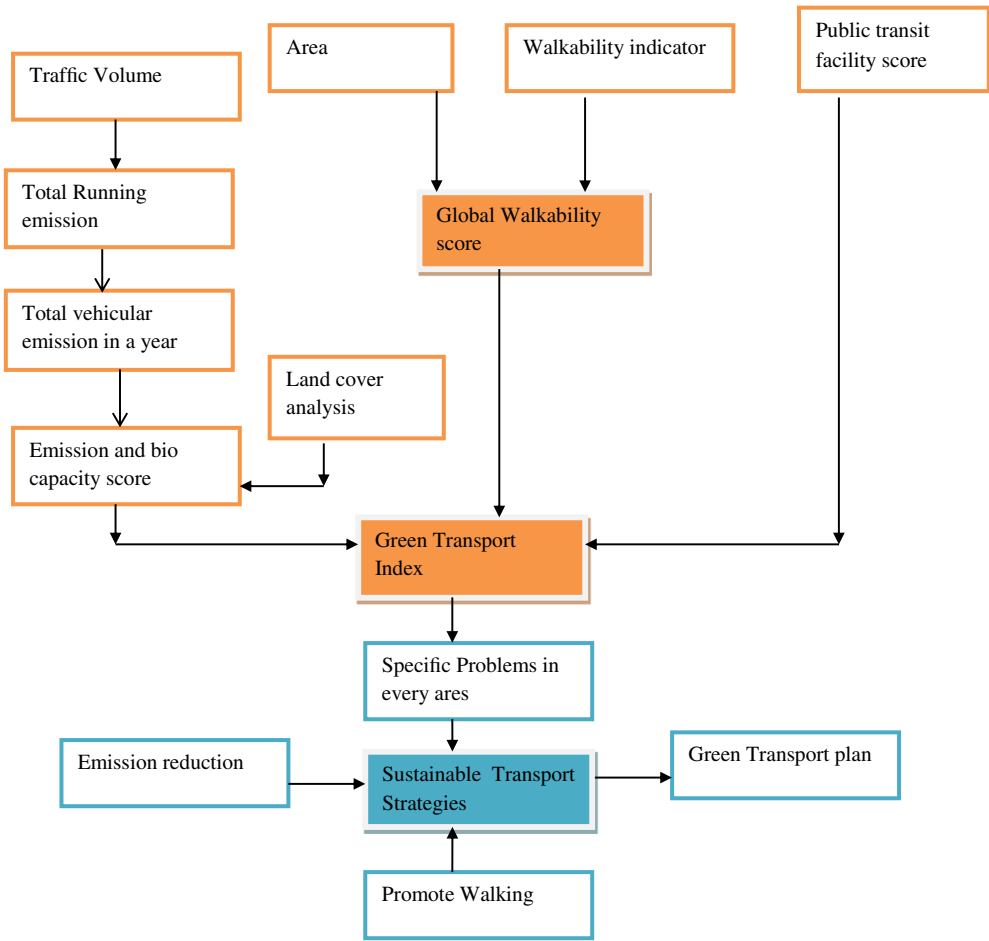 Traffic Volume
Area
Walkability indicator
Public transit
facility score
Total Running
emission
Global Walkability
score
Total vehicular
emission in a year
Land cover
analysis
Emission and bio
capacity score
Green Transport
Index
Specific Problems in
every ares
Emission reduction
Sustainable Transport
Strategies
Green Transport plan
Promote Walking